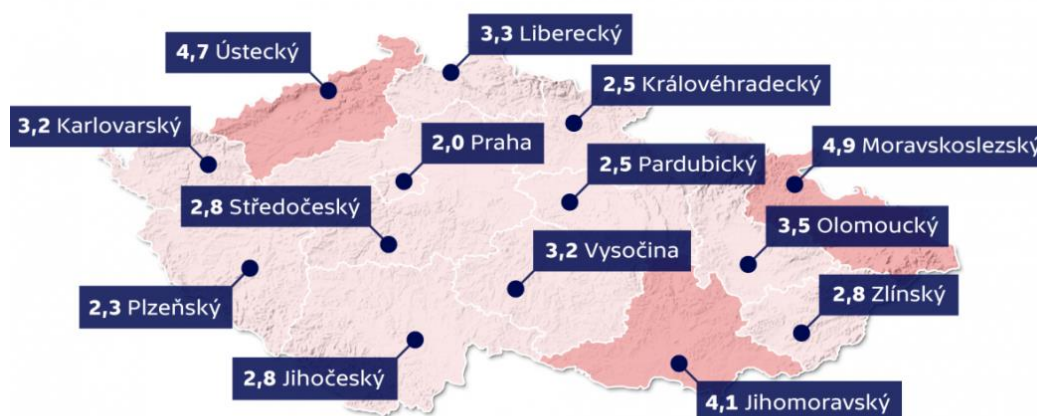 3,3 Liberecký
4,7 Ústecký
2,5 Královéhradecký
3,2 Karlovarský
2,0 Praha
4,9 Moravskoslezský
2,5 Pardubický
2,8 Středočeský
3,5 Olomoucký
3,2 Vysočina
2,3 Plzeňský
2,8 Zlínský
2,8 Jihočeský
4,1 Jihomoravský